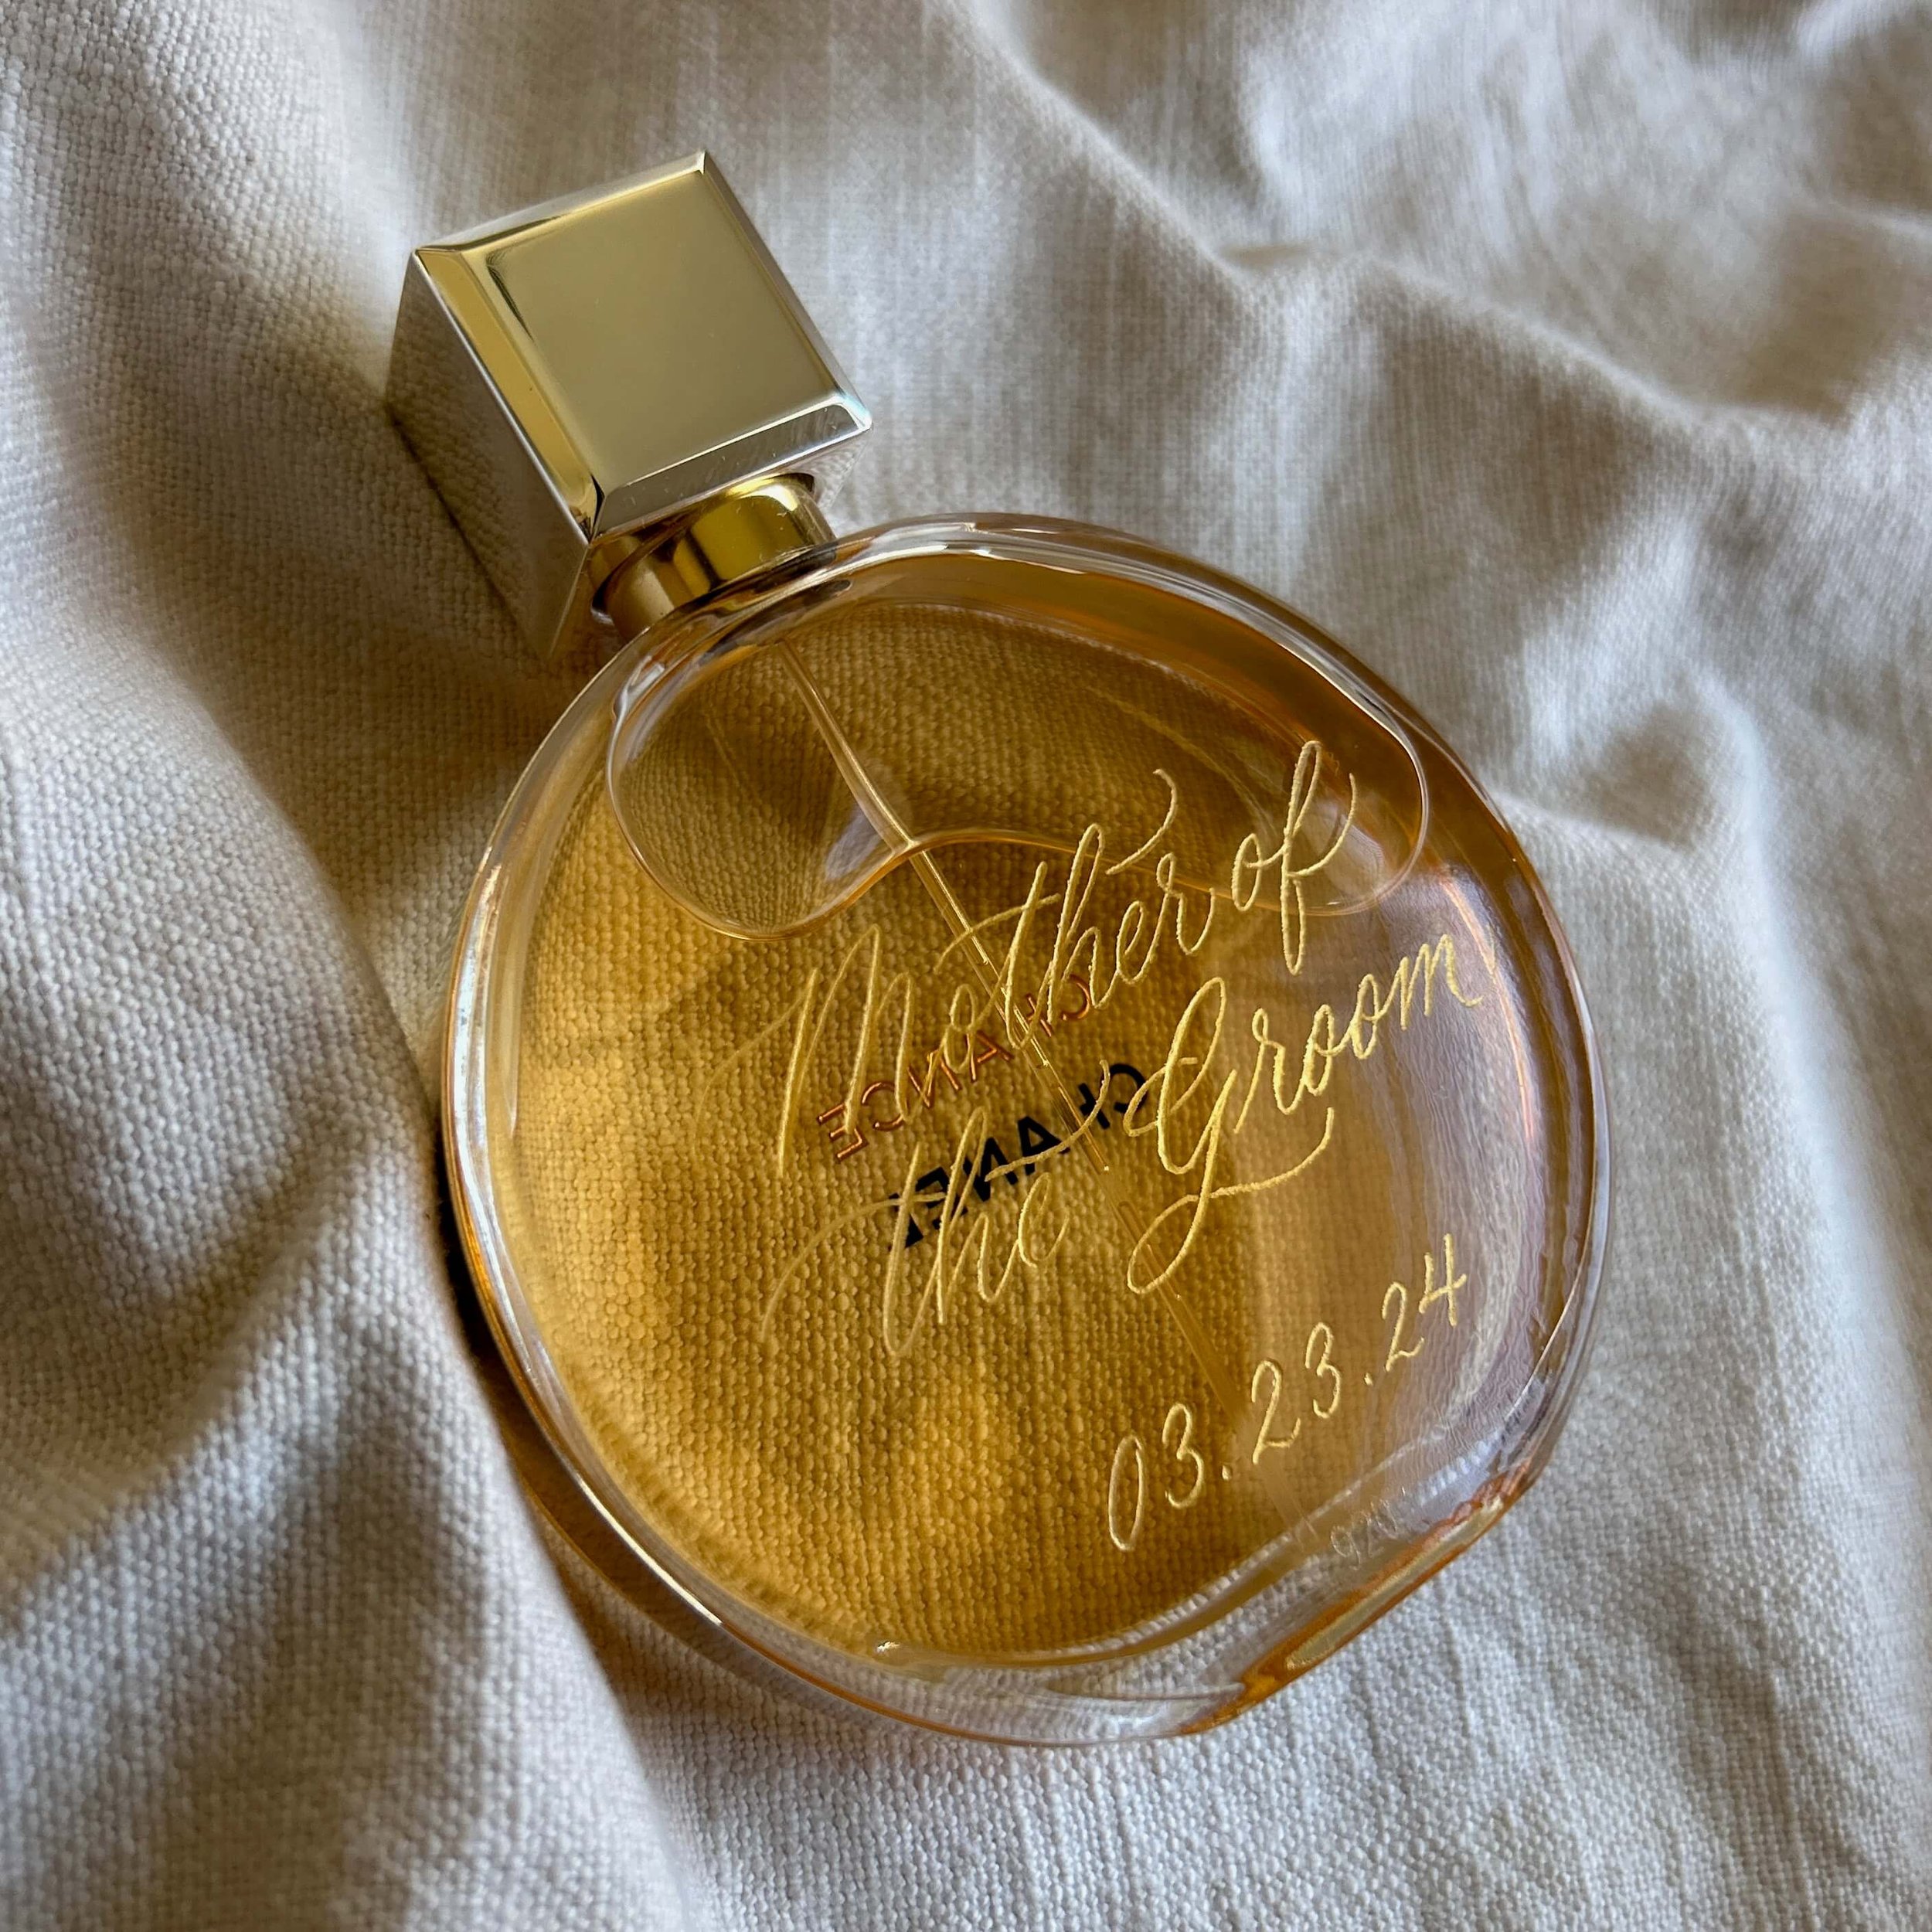 Mother of
the Groom
03.23.24
CHANCE
CHANEL